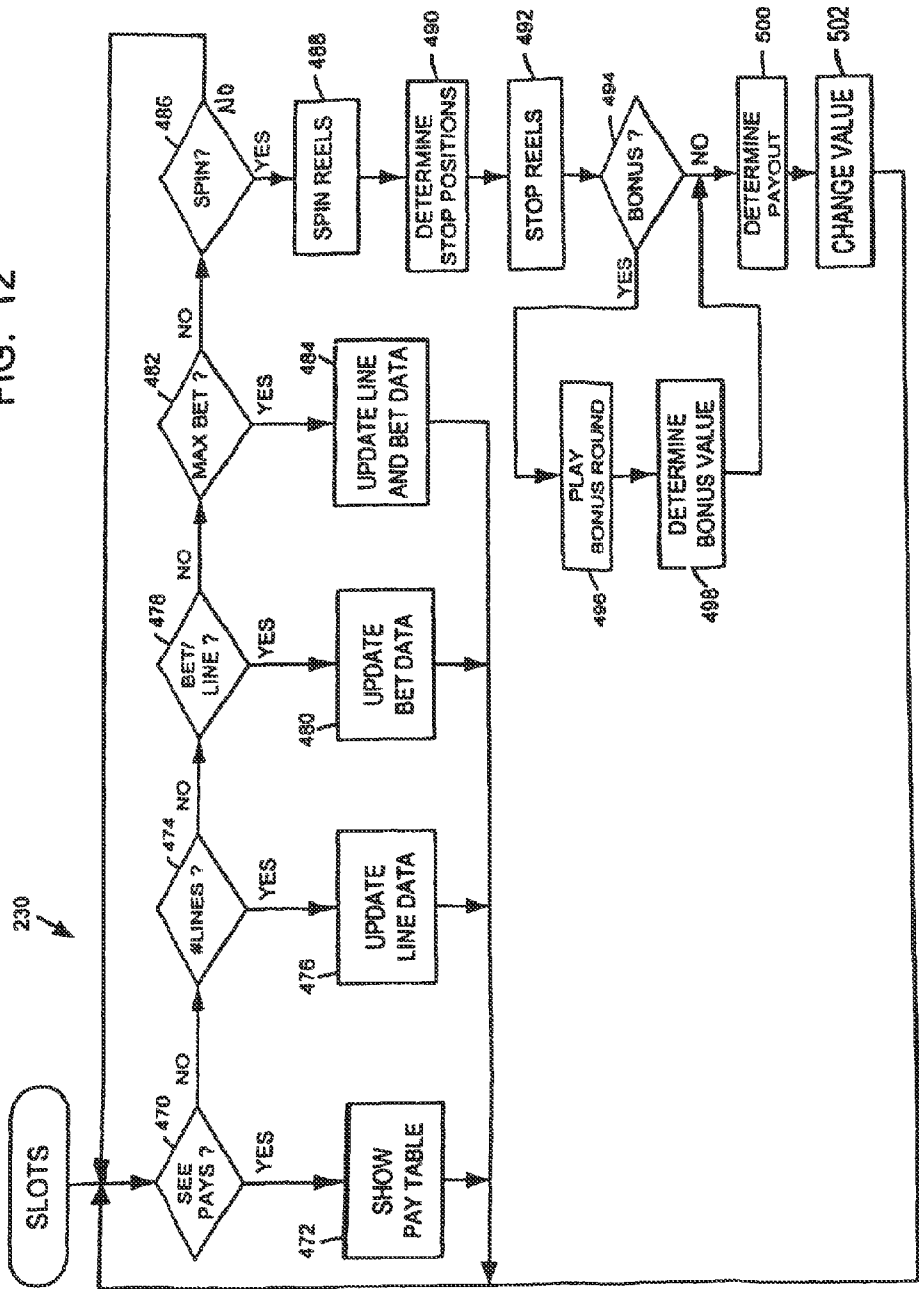 FIG. 12
230
SLOTS
470
SEE
PAYS ?
NO
YES
472
SHOW
PAY TABLE
474
#LINES ?
NO
YES
476
UPDATE
LINE DATA
478
BET/
LINE ?
NO
YES
480
UPDATE
BET DATA
482
MAX BET ?
NO
YES
484
UPDATE LINE
AND BET DATA
486
SPIN?
NO
YES
488
SPIN REELS
490
DETERMINE
STOP POSITIONS
492
STOP REELS
494
BONUS ?
YES
NO
PLAY
BONUS ROUND
496
DETERMINE
BONUS VALUE
498
500
DETERMINE
PAYOUT
502
CHANGE VALUE